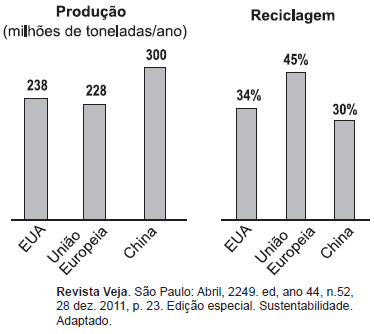 Produção
(milhões de toneladas/ano)
238
228
300
EUA
União
Europeia
China
Reciclagem
34%
45%
30%
EUA
União
Europeia
China
Revista Veja. São Paulo: Abril, 2249. ed, ano 44, n.52,
28 dez. 2011, p. 23. Edição especial. Sustentabilidade.
Adaptado.